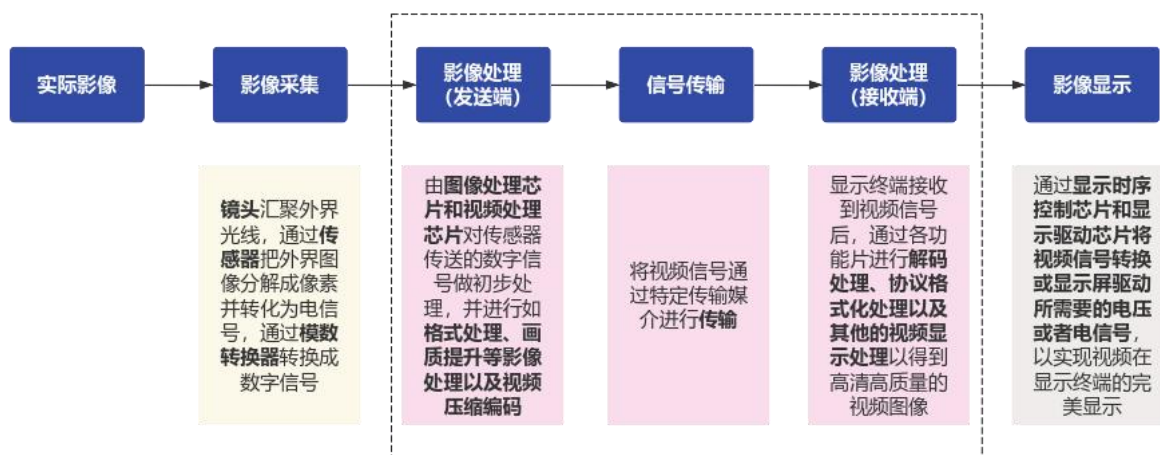 实际影像
影像采集
影像处理
（发送端）
信号传输
影像处理
（接收端）
影像显示
镜头汇聚外界
光线，通过传
感器把外界图
像分解成像素
并转化为电信
号，通过模数
转换器转换成
数字信号
由图像处理芯
片和视频处理
芯片对传感器
传送的数字信
号做初步处
理，并进行如
格式处理、画
质提升等影像
处理以及视频
压缩编码
将视频信号通
过特定传输媒
介进行传输
显示终端接收
到视频信号
后，通过各功
能片进行解码
处理、协议格
式化处理以及
其他的视频显
示处理以得到
高清高质量的
视频图像
通过显示时序
控制芯片和显
示驱动芯片将
视频信号转换
或显示屏驱动
所需要的电压
或者电信号，
以实现视频在
显示终端的完
美显示